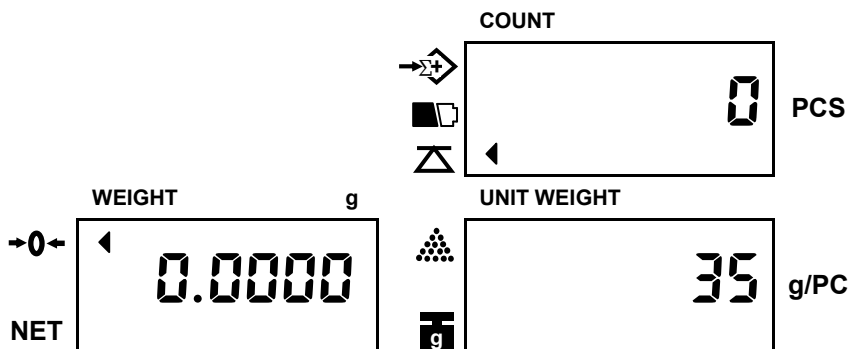 COUNT
Σ+
0 PCS
WEIGHT g UNIT WEIGHT
→0← 0.0000 35 g/PC
NET g